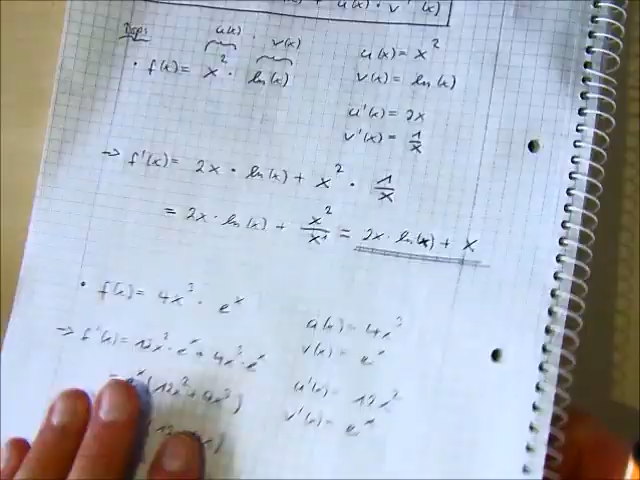 u(x) · v'(x)
Bsp:
u(x) · v(x)
• f(x) = x² · ln(x)
u(x) = x²
v(x) = ln(x)
u'(x) = 2x
v'(x) = 1/x
→ f'(x) = 2x · ln(x) + x² · 1/x
= 2x · ln(x) + x²/x¹ = 2x · ln(x) + x
• f(x) = 4x³ · eˣ
u(x) = 4x³
v(x) = eˣ
⇒ f'(x) = 12x² · eˣ + 4x³ · eˣ
u'(x) = 12x²
v'(x) = eˣ
= eˣ (12x² + 4x³)